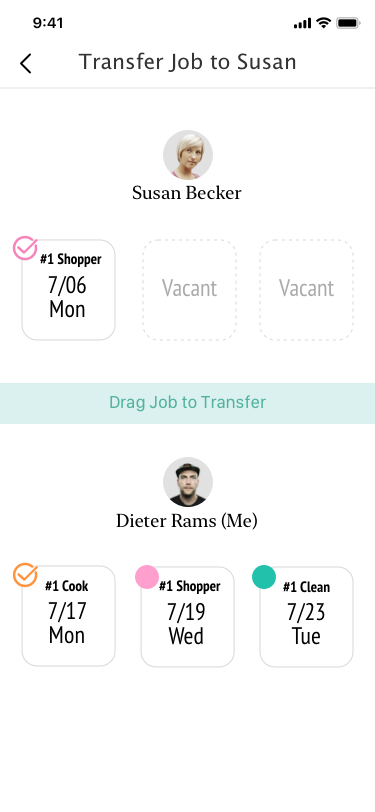 9:41
Transfer Job to Susan
Susan Becker
#1 Shopper
7/06
Mon
Vacant
Vacant
Drag Job to Transfer
Dieter Rams (Me)
#1 Cook
7/17
Mon
#1 Shopper
7/19
Wed
#1 Clean
7/23
Tue